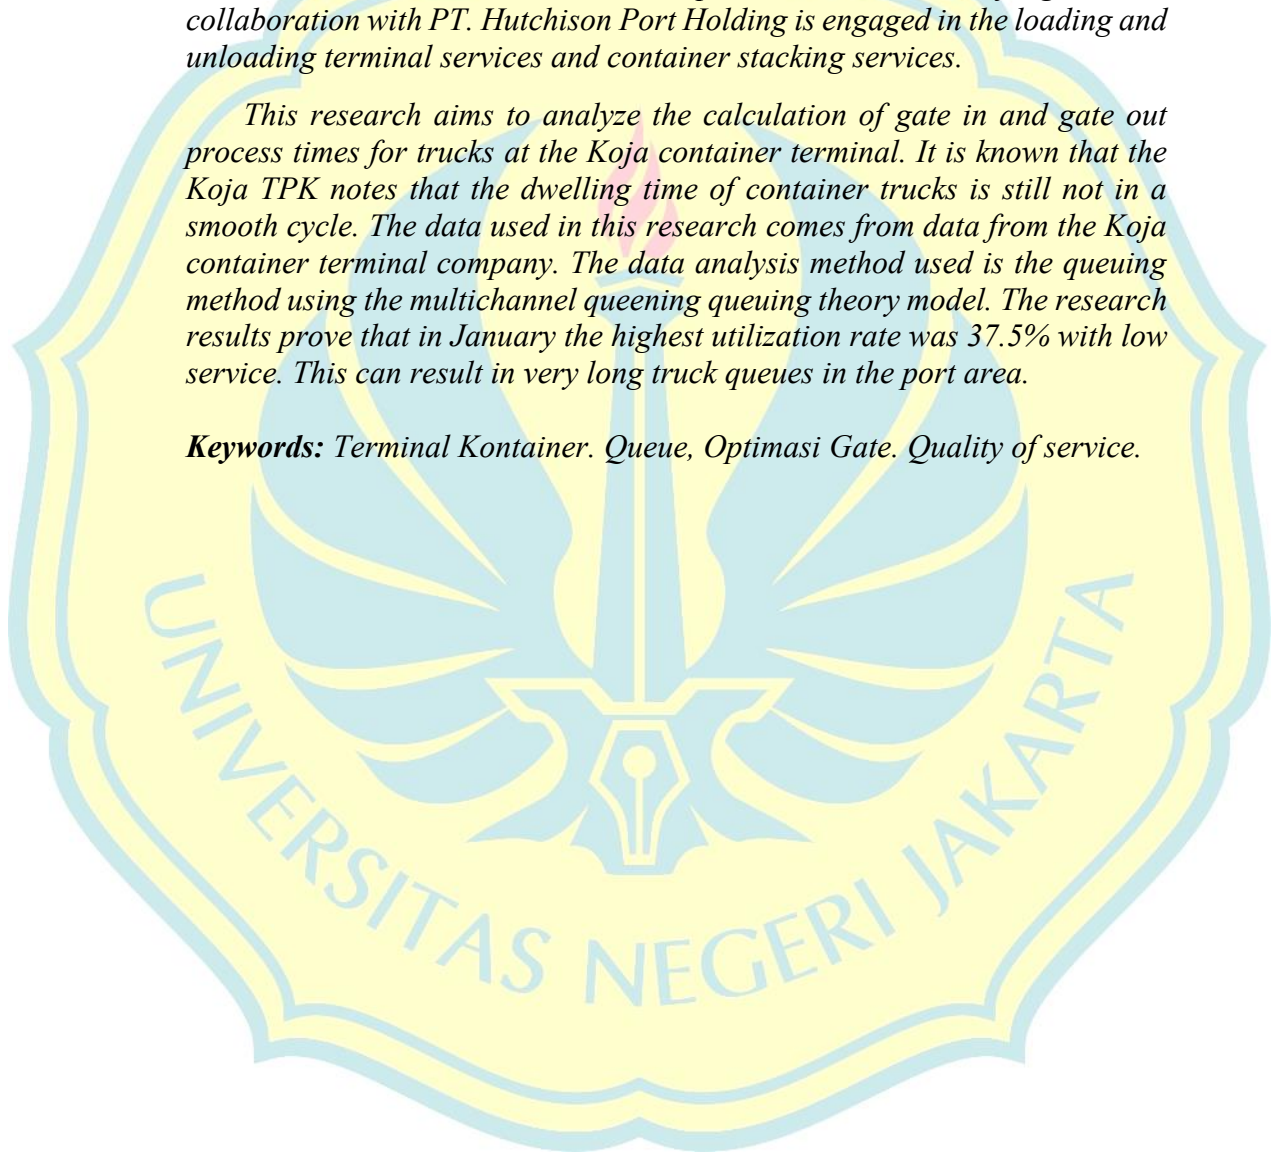 collaboration with PT. Hutchison Port Holding is engaged in the loading and
unloading terminal services and container stacking services.
This research aims to analyze the calculation of gate in and gate out
process times for trucks at the Koja container terminal. It is known that the
Koja TPK notes that the dwelling time of container trucks is still not in a
smooth cycle. The data used in this research comes from data from the Koja
container terminal company. The data analysis method used is the queuing
method using the multichannel queening queuing theory model. The research
results prove that in January the highest utilization rate was 37.5% with low
service. This can result in very long truck queues in the port area.
Keywords: Terminal Kontainer. Queue, Optimasi Gate. Quality of service.
UNIVERSITAS NEGERI JAKARTA